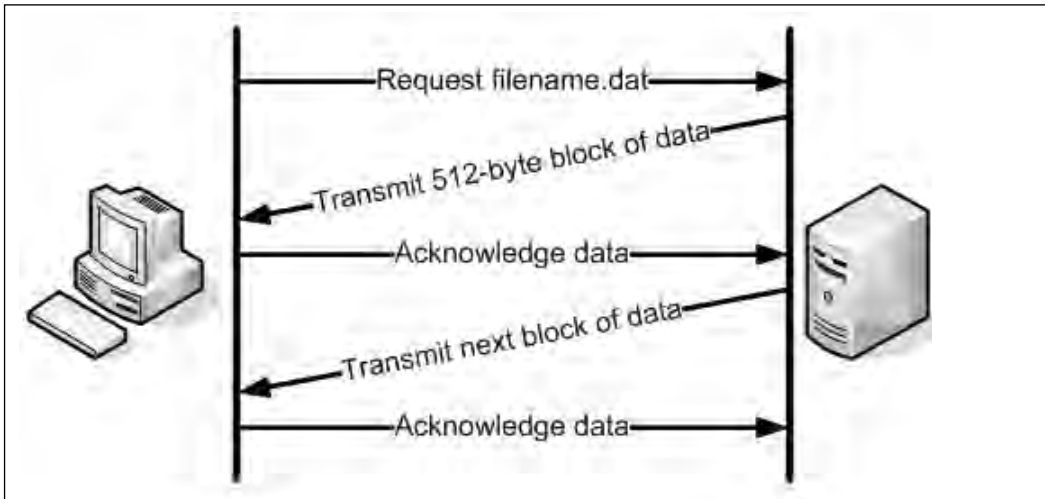 Request filename.dat
Transmit 512-byte block of data
Acknowledge data
Transmit next block of data
Acknowledge data